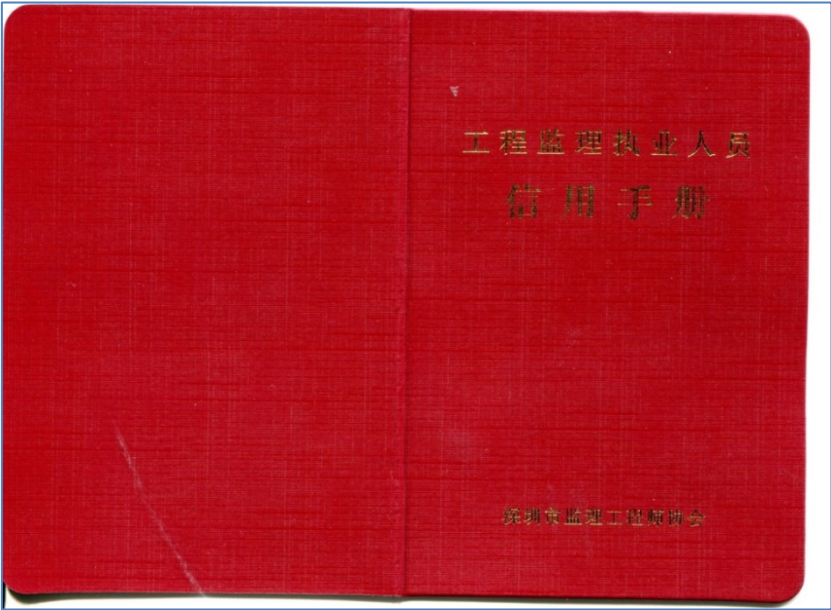 工程监理执业人员
信用手册
深圳市监理工程师协会